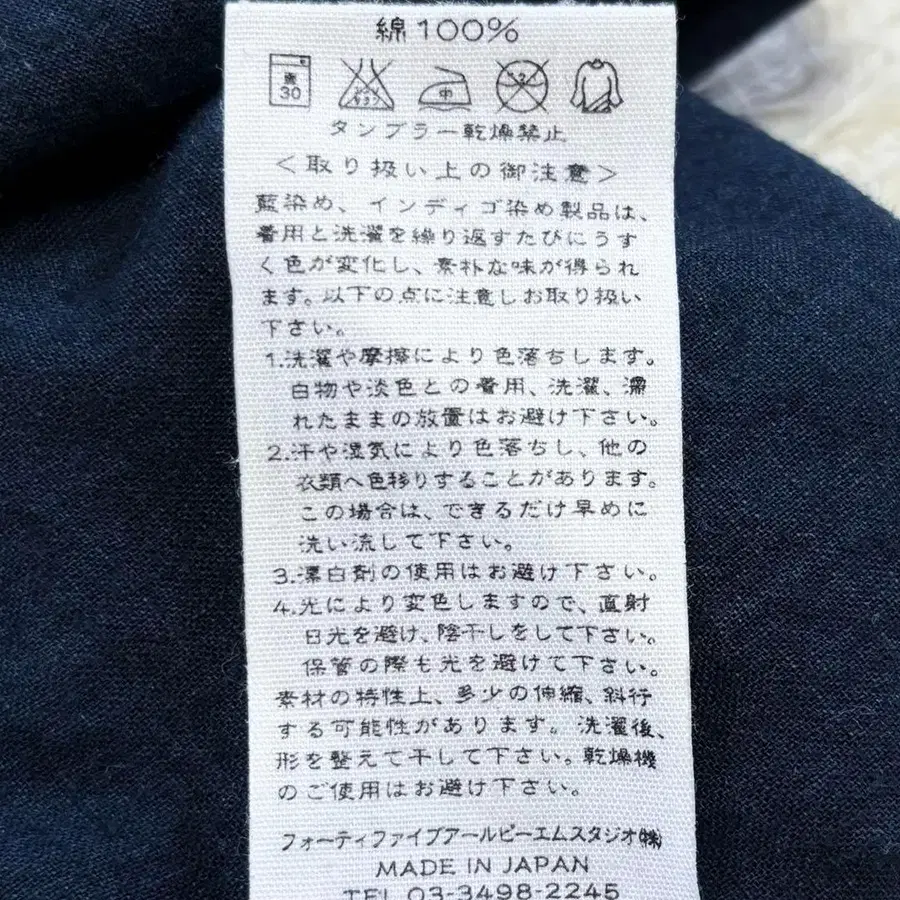 綿100%
30
エンソ
中
タンブラー乾燥禁止
<取り扱い上の御注意>
藍染め、インディゴ染め製品は、
着用と洗濯を繰り返すたびにうす
く色が変化し、素朴な味が得られ
ます。以下の点に注意しお取り扱い
下さい。
1.洗濯や摩擦により色落ちします。
白物や淡色との着用、洗濯、濡
れたままの放置はお避け下さい。
2.汗や湿気により色落ちし、他の
衣類へ色移りすることがあります。
この場合は、できるだけ早めに
洗い流して下さい。
3.漂白剤の使用はお避け下さい。
4.光により変色しますので、直射
日光を避け、陰干しをして下さい。
保管の際も光を避けて下さい。
素材の特性上、多少の伸縮、斜行
する可能性があります。洗濯後、
形を整えて干して下さい。乾燥機
のご使用はお避け下さい。
フォーティファイブアールピーエムスタジオ㈱
MADE IN JAPAN
TEL 03-3498-2245